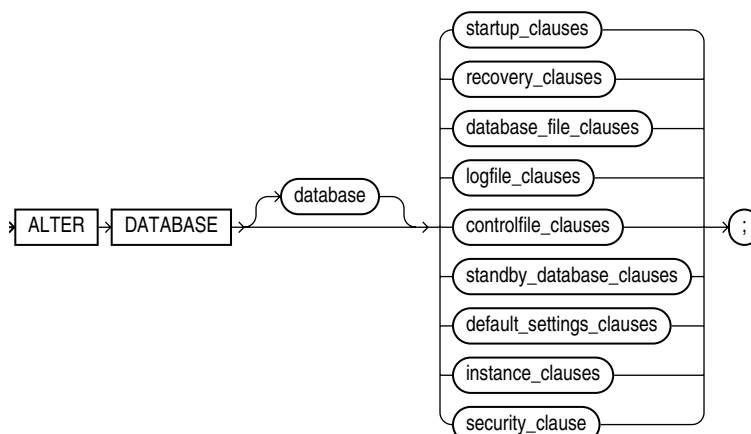 startup_clauses
recovery_clauses
database_file_clauses
logfile_clauses
database
ALTER DATABASE controlfile_clauses ;
standby_database_clauses
default_settings_clauses
instance_clauses
security_clause